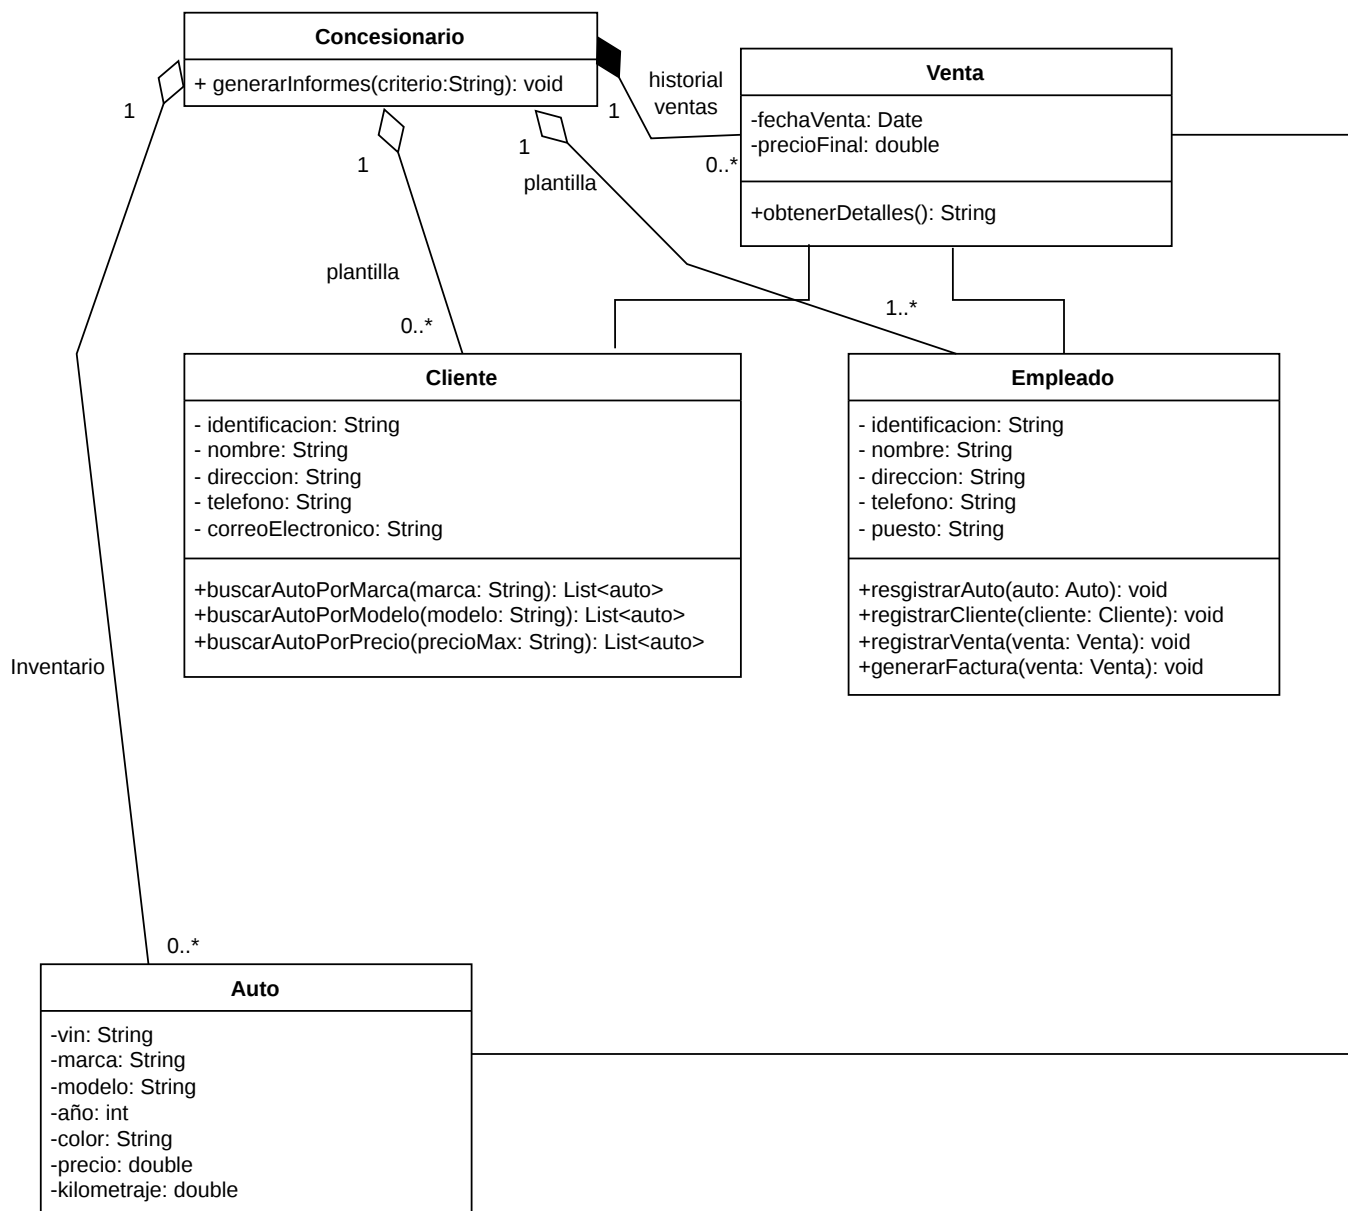 Concesionario
+ generarInformes(criterio:String): void
1
1
1
plantilla
1
historial
ventas
0..*
Venta
-fechaVenta: Date
-precioFinal: double
+obtenerDetalles(): String
plantilla
0..*
1..*
Cliente
- identificacion: String
- nombre: String
- direccion: String
- telefono: String
- correoElectronico: String
+buscarAutoPorMarca(marca: String): List<auto>
+buscarAutoPorModelo(modelo: String): List<auto>
+buscarAutoPorPrecio(precioMax: String): List<auto>
Empleado
- identificacion: String
- nombre: String
- direccion: String
- telefono: String
- puesto: String
+resgistrarAuto(auto: Auto): void
+registrarCliente(cliente: Cliente): void
+registrarVenta(venta: Venta): void
+generarFactura(venta: Venta): void
Inventario
0..*
Auto
-vin: String
-marca: String
-modelo: String
-año: int
-color: String
-precio: double
-kilometraje: double